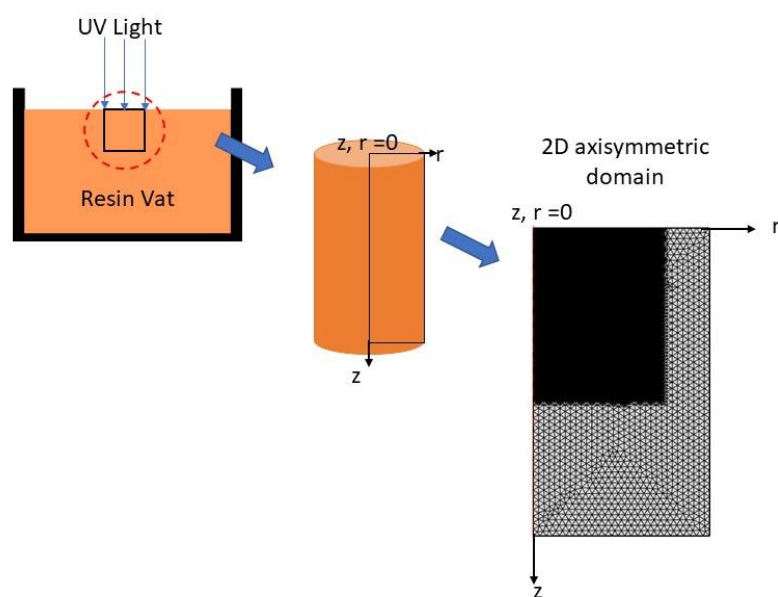 UV Light
Resin Vat
z, r =0
r
z
2D axisymmetric
domain
z, r =0
r
z